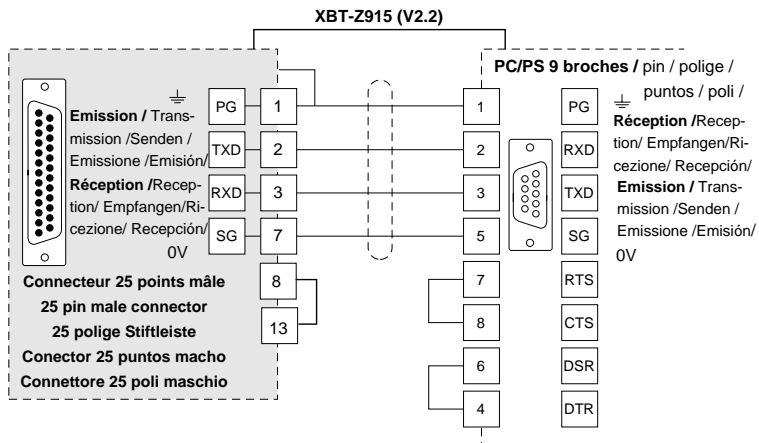 XBT-Z915 (V2.2)
Emission / Trans-
mission /Senden /
Emissione /Emisión/
Réception /Recep-
tion/ Empfangen/Ri-
cezione/ Recepción/
0V
PG 1
TXD 2
RXD 3
SG 7
8
13
Connecteur 25 points mâle
25 pin male connector
25 polige Stiftleiste
Conector 25 puntos macho
Connettore 25 poli maschio
PC/PS 9 broches / pin / polige /
puntos / poli /
1 PG
2 RXD
3 TXD
5 SG
7 RTS
8 CTS
6 DSR
4 DTR
Réception /Recep-
tion/ Empfangen/Ri-
cezione/ Recepción/
Emission / Trans-
mission /Senden /
Emissione /Emisión/
0V